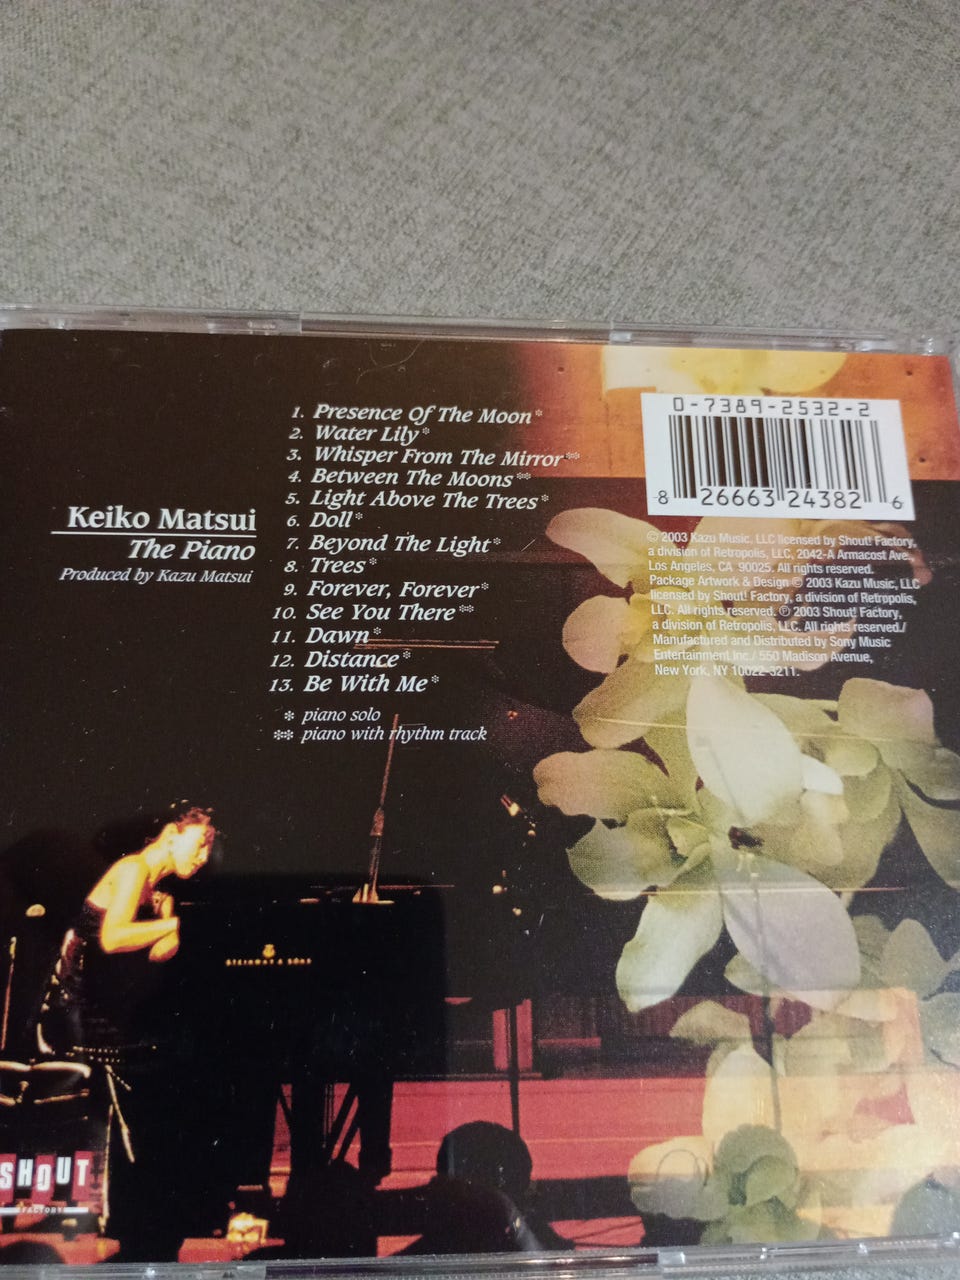 Keiko Matsui
The Piano
Produced by Kazu Matsui
1. Presence Of The Moon*
2. Water Lily*
3. Whisper From The Mirror**
4. Between The Moons**
5. Light Above The Trees*
6. Doll*
7. Beyond The Light*
8. Trees*
9. Forever, Forever*
10. See You There**
11. Dawn*
12. Distance*
13. Be With Me*
* piano solo
** piano with rhythm track
0-7389-2532-2
8 26663 24382 6
© 2003 Kazu Music, LLC licensed by Shout! Factory,
a division of Retropolis, LLC, 2042-A Armacost Ave.,
Los Angeles, CA 90025. All rights reserved.
Package Artwork & Design © 2003 Kazu Music, LLC
licensed by Shout! Factory, a division of Retropolis,
LLC. All rights reserved. ℗ 2003 Shout! Factory,
a division of Retropolis, LLC. All rights reserved./
Manufactured and Distributed by Sony Music
Entertainment Inc./ 550 Madison Avenue,
New York, NY 10022-3211.
STEINWAY & SONS
SHOUT
FACTORY